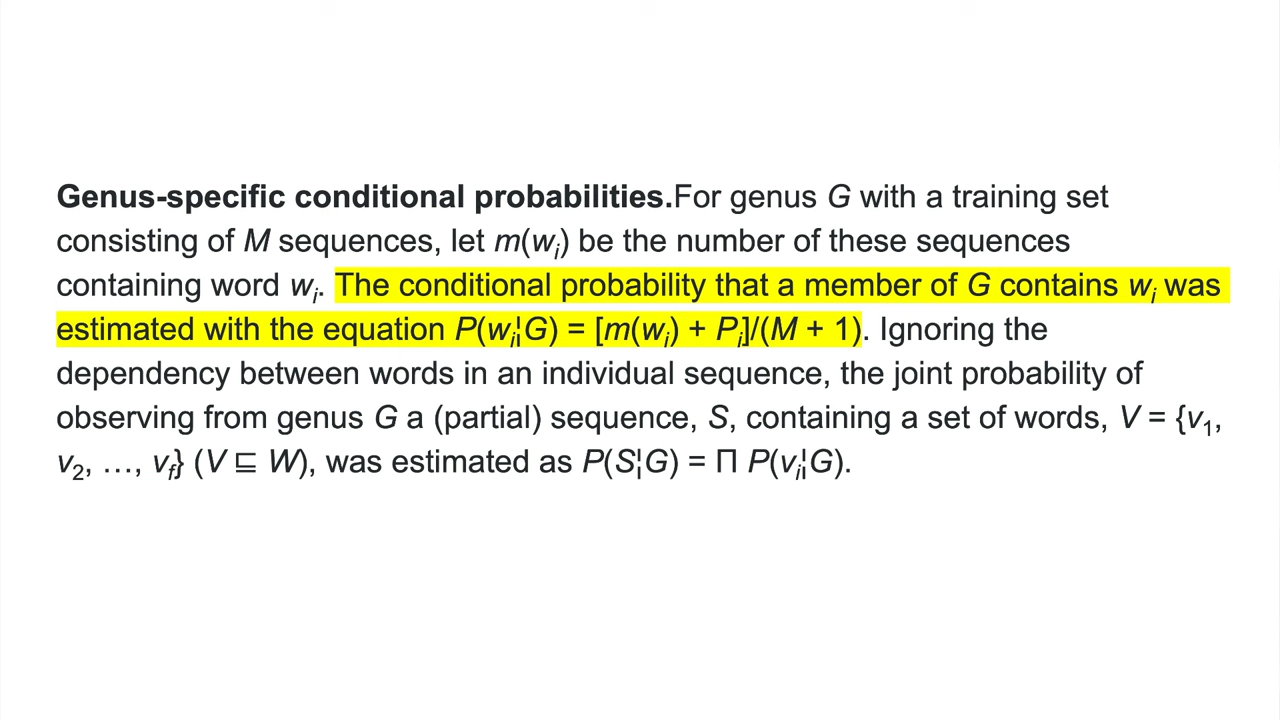 Genus-specific conditional probabilities.For genus G with a training set
consisting of M sequences, let m(wi) be the number of these sequences
containing word wi. The conditional probability that a member of G contains wi was
estimated with the equation P(wi¦G) = [m(wi) + Pi]/(M + 1). Ignoring the
dependency between words in an individual sequence, the joint probability of
observing from genus G a (partial) sequence, S, containing a set of words, V = {v1,
v2, …, vf} (V ⊑ W), was estimated as P(S¦G) = Π P(vi¦G).